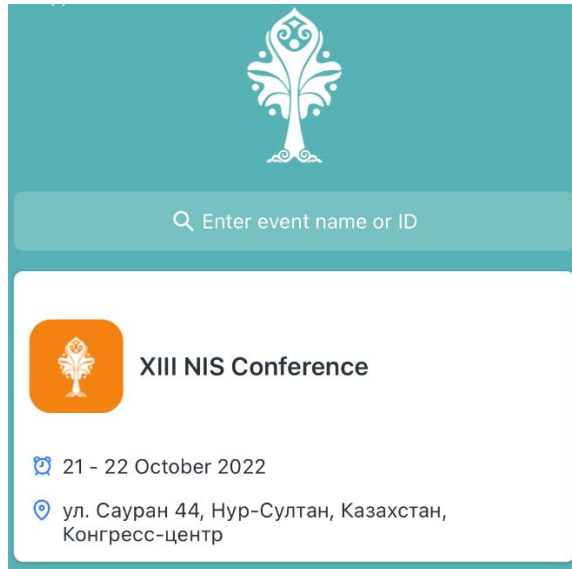 Enter event name or ID
XIII NIS Conference
21 - 22 October 2022
ул. Сауран 44, Нур-Султан, Казахстан,
Конгресс-центр